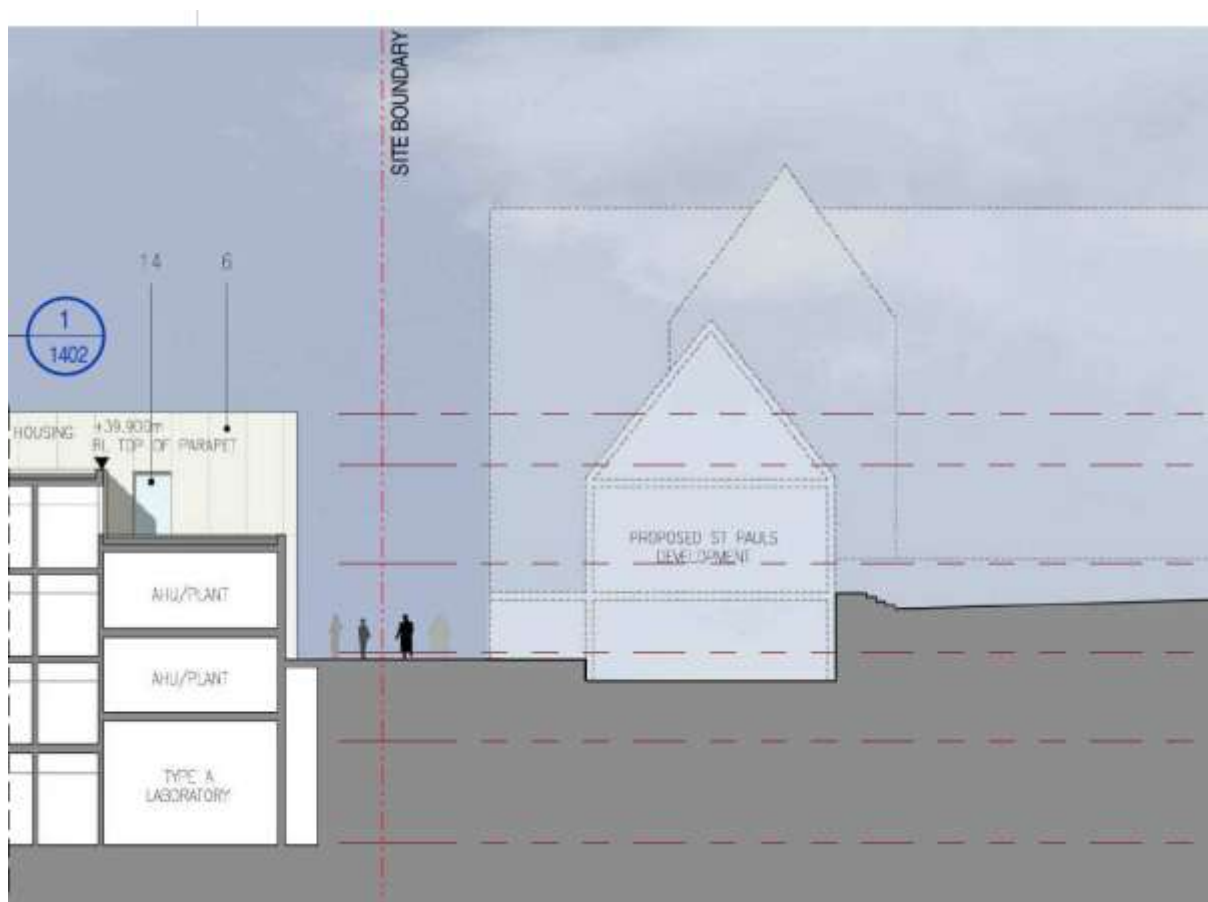 SITE BOUNDARY
14 6
1
1402
HOUSING +39.900m
RL TOP OF PARAPET
PROPOSED ST PAULS
DEVELOPMENT
AHU/PLANT
AHU/PLANT
TYPE A
LABORATORY